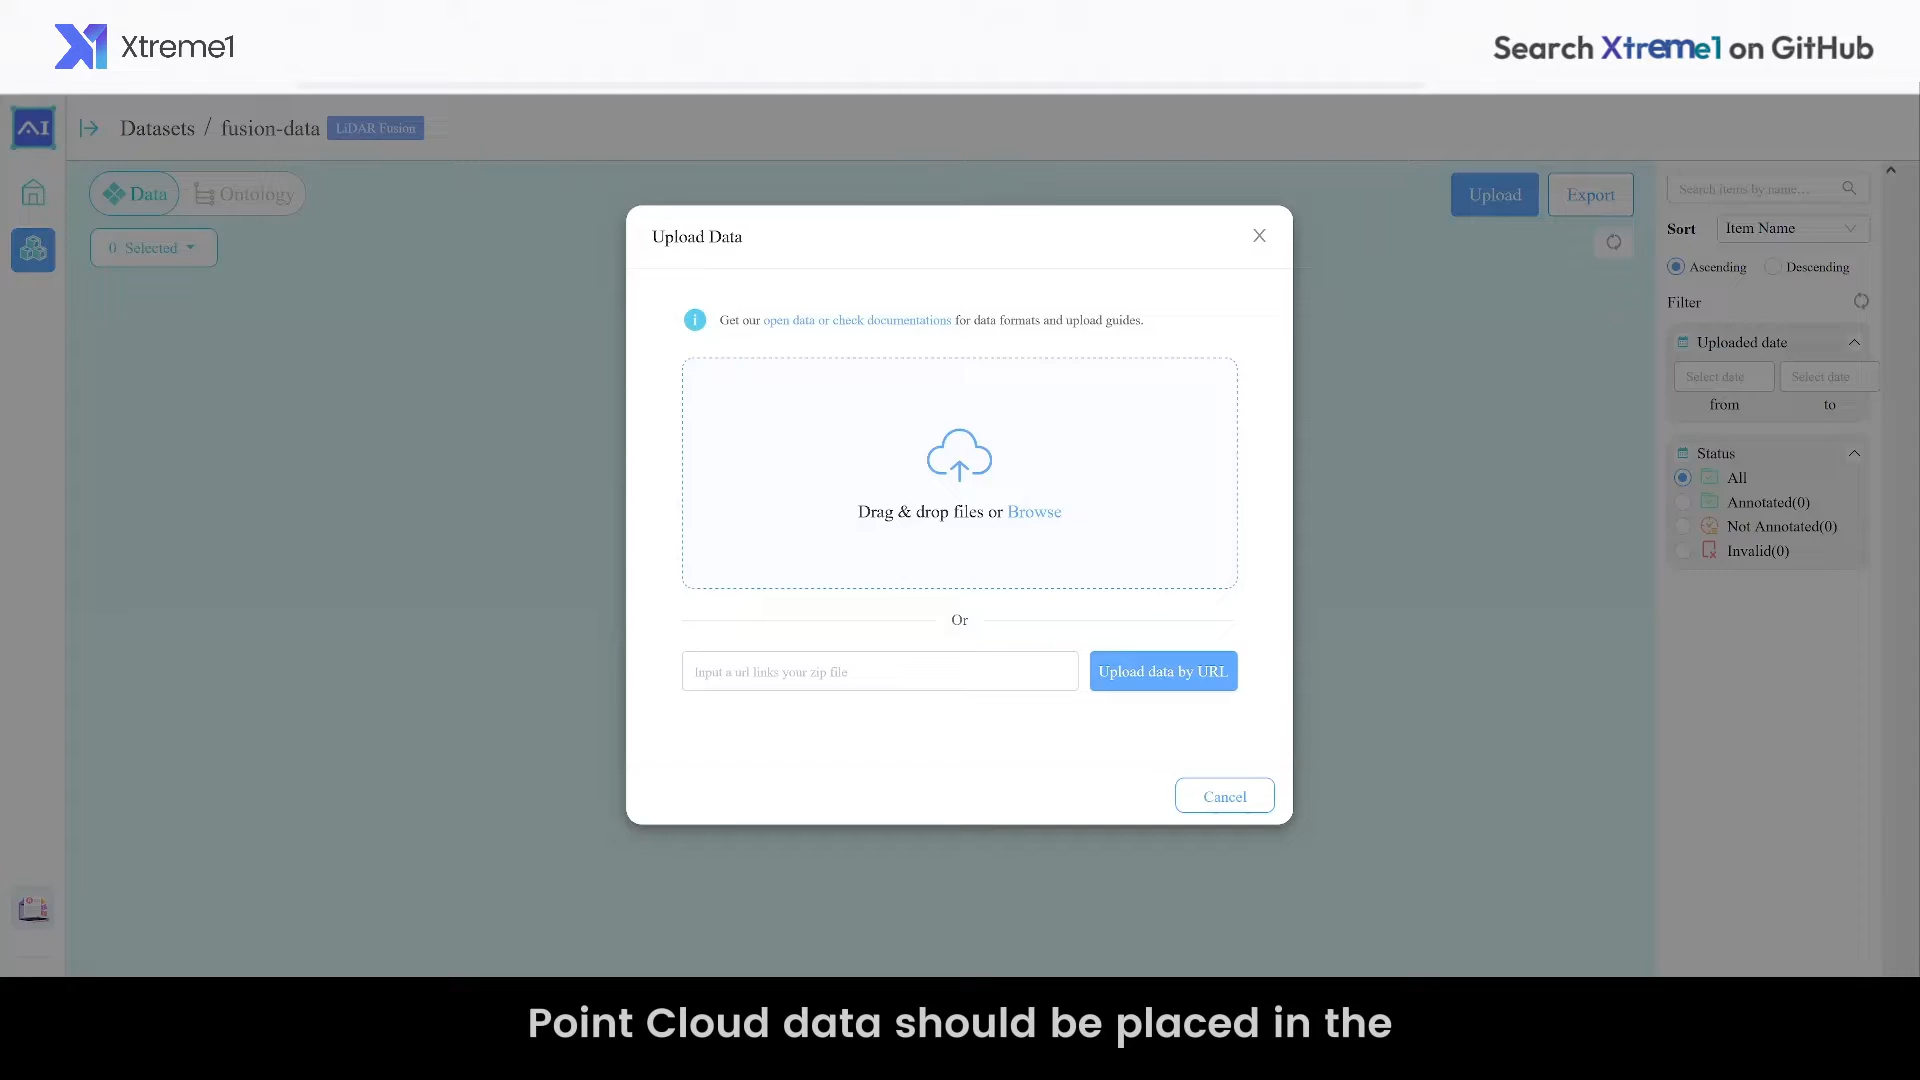 Xtreme1
Search Xtreme1 on GitHub
AI
Datasets / fusion-data LiDAR Fusion
Data
Ontology
Upload
Export
Search items by name...
0 Selected
Sort
Item Name
Ascending
Descending
Filter
Uploaded date
Select date
Select date
from
to
Status
All
Annotated(0)
Not Annotated(0)
Invalid(0)
Upload Data
Get our open data or check documentations for data formats and upload guides.
Drag & drop files or Browse
Or
Input a url links your zip file
Upload data by URL
Cancel
Point Cloud data should be placed in the